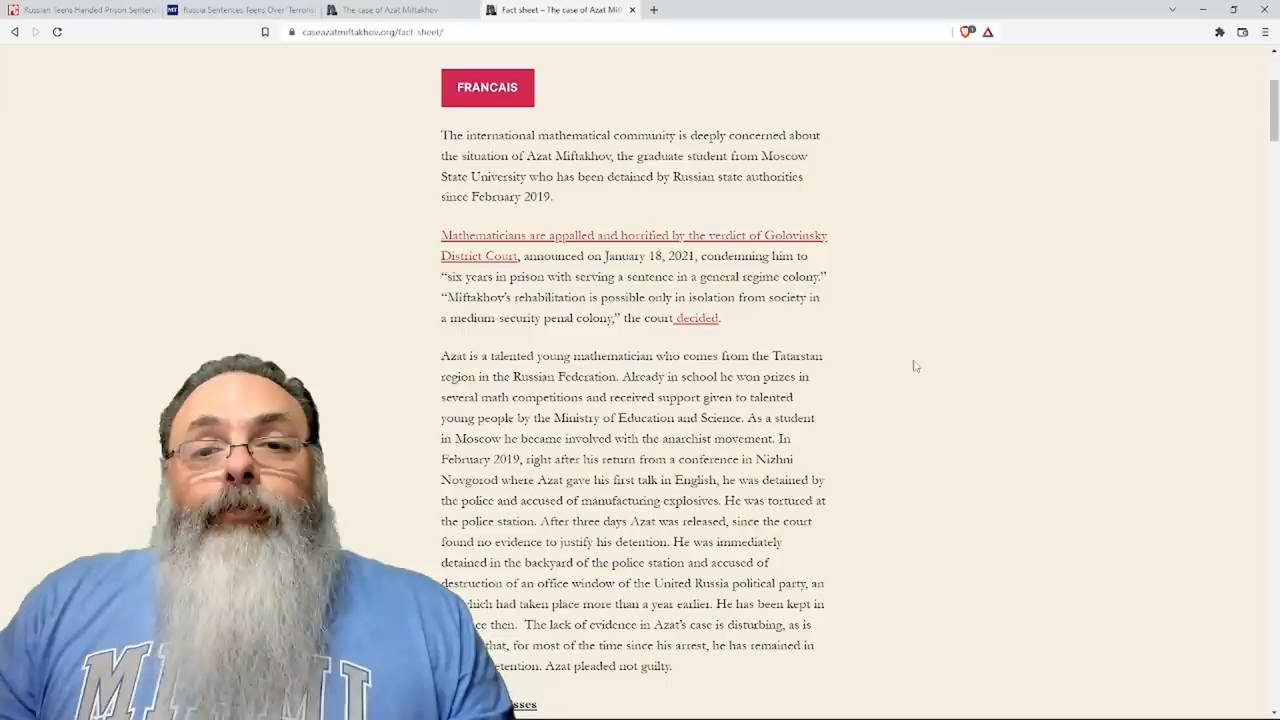 Russian Teens Handed Prison Sentenc
Russia Sentences Teens Over 'Terroris
The case of Azat Miftakhov
Fact sheet – The case of Azat Mift
caseazatmiftakhov.org/fact-sheet/
FRANCAIS
The international mathematical community is deeply concerned about
the situation of Azat Miftakhov, the graduate student from Moscow
State University who has been detained by Russian state authorities
since February 2019.
Mathematicians are appalled and horrified by the verdict of Golovinsky
District Court, announced on January 18, 2021, condemning him to
“six years in prison with serving a sentence in a general regime colony.”
“Miftakhov’s rehabilitation is possible only in isolation from society in
a medium-security penal colony,” the court decided.
Azat is a talented young mathematician who comes from the Tatarstan
region in the Russian Federation. Already in school he won prizes in
several math competitions and received support given to talented
young people by the Ministry of Education and Science. As a student
in Moscow he became involved with the anarchist movement. In
February 2019, right after his return from a conference in Nizhni
Novgorod where Azat gave his first talk in English, he was detained by
the police and accused of manufacturing explosives. He was tortured at
the police station. After three days Azat was released, since the court
found no evidence to justify his detention. He was immediately
detained in the backyard of the police station and accused of
destruction of an office window of the United Russia political party, an
which had taken place more than a year earlier. He has been kept in
then. The lack of evidence in Azat’s case is disturbing, as is
that, for most of the time since his arrest, he has remained in
Azat pleaded not guilty.
MIAMI